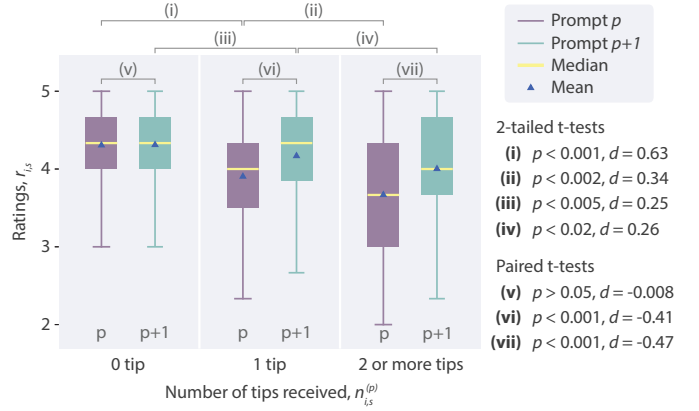 (i)
(ii)
(iii)
(iv)
(v)
(vi)
(vii)
Prompt p
Prompt p+1
Median
Mean
Ratings, r_{i,s}
5
4
3
2
p
p+1
p
p+1
p
p+1
0 tip
1 tip
2 or more tips
Number of tips received, n_{i,s}^{(p)}
2-tailed t-tests
(i) p < 0.001, d = 0.63
(ii) p < 0.002, d = 0.34
(iii) p < 0.005, d = 0.25
(iv) p < 0.02, d = 0.26
Paired t-tests
(v) p > 0.05, d = -0.008
(vi) p < 0.001, d = -0.41
(vii) p < 0.001, d = -0.47